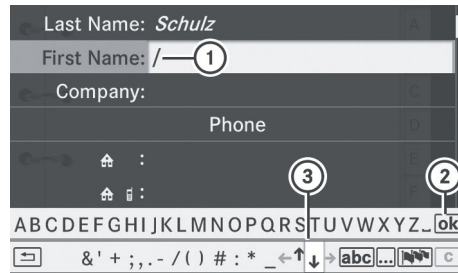 Last Name: Schulz
First Name: /
1
Company:
Phone
:
:
3
2
ABCDEFGHIJKLMNOPQRSTUVWXYZ_ ok
&'+;,.-/()#:*_←↑↓→ abc ... C